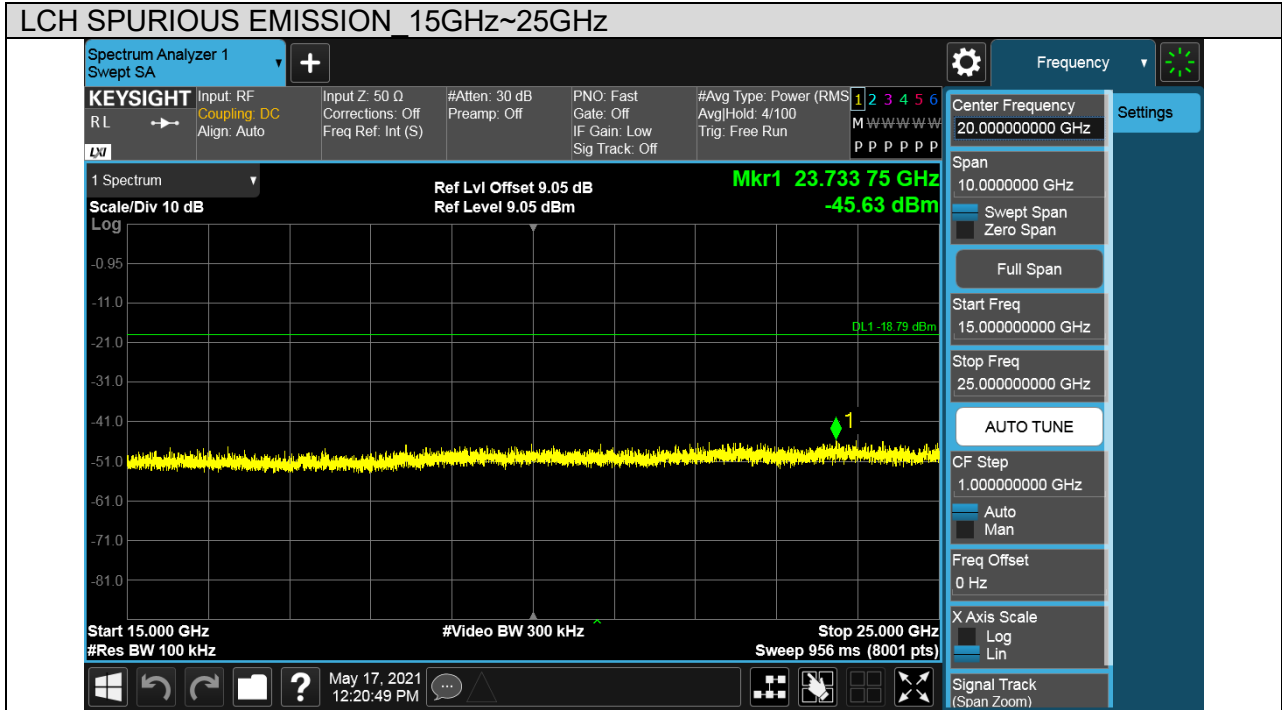 LCH SPURIOUS EMISSION_15GHz~25GHz
Spectrum Analyzer 1
Swept SA
+
Frequency
KEYSIGHT
RL
LXI
Input: RF
Coupling: DC
Align: Auto
Input Z: 50 Ω
Corrections: Off
Freq Ref: Int (S)
#Atten: 30 dB
Preamp: Off
PNO: Fast
Gate: Off
IF Gain: Low
Sig Track: Off
#Avg Type: Power (RMS
Avg|Hold: 4/100
Trig: Free Run
1 2 3 4 5 6
M W W W W W
P P P P P P
1 Spectrum
Scale/Div 10 dB
Log
Ref Lvl Offset 9.05 dB
Ref Level 9.05 dBm
Mkr1 23.733 75 GHz
-45.63 dBm
-0.95
-11.0
DL1 -18.79 dBm
-21.0
-31.0
-41.0
1
-51.0
-61.0
-71.0
-81.0
Start 15.000 GHz
#Res BW 100 kHz
#Video BW 300 kHz
Stop 25.000 GHz
Sweep 956 ms (8001 pts)
?
May 17, 2021
12:20:49 PM
Center Frequency
20.000000000 GHz
Settings
Span
10.0000000 GHz
Swept Span
Zero Span
Full Span
Start Freq
15.000000000 GHz
Stop Freq
25.000000000 GHz
AUTO TUNE
CF Step
1.000000000 GHz
Auto
Man
Freq Offset
0 Hz
X Axis Scale
Log
Lin
Signal Track
(Span Zoom)